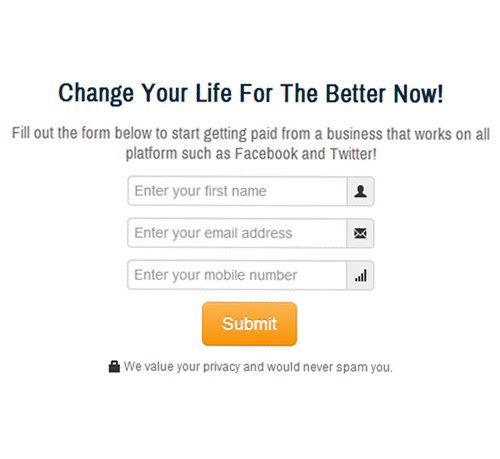 Change Your Life For The Better Now!
Fill out the form below to start getting paid from a business that works on all
platform such as Facebook and Twitter!
Enter your first name
Enter your email address
Enter your mobile number
Submit
We value your privacy and would never spam you.